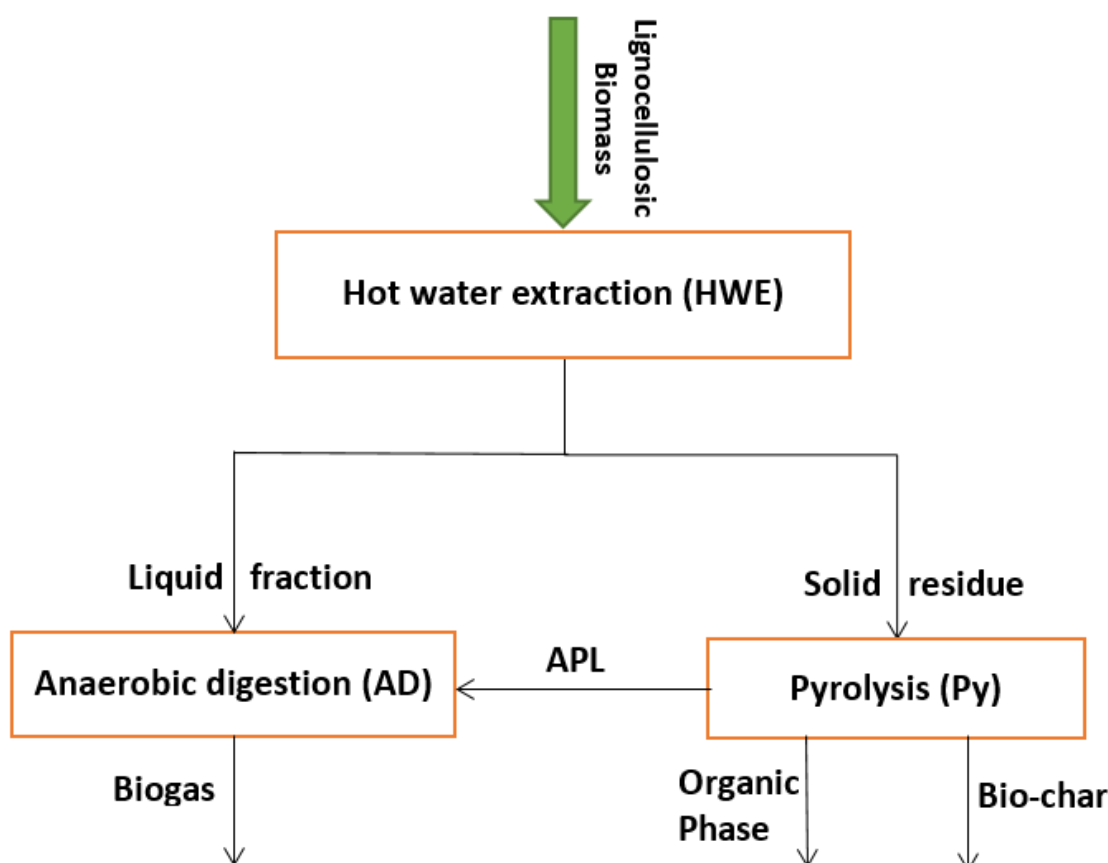 Lignocellulosic
Biomass
Hot water extraction (HWE)
Liquid fraction
Solid residue
Anaerobic digestion (AD)
APL
Pyrolysis (Py)
Biogas
Organic
Phase
Bio-char